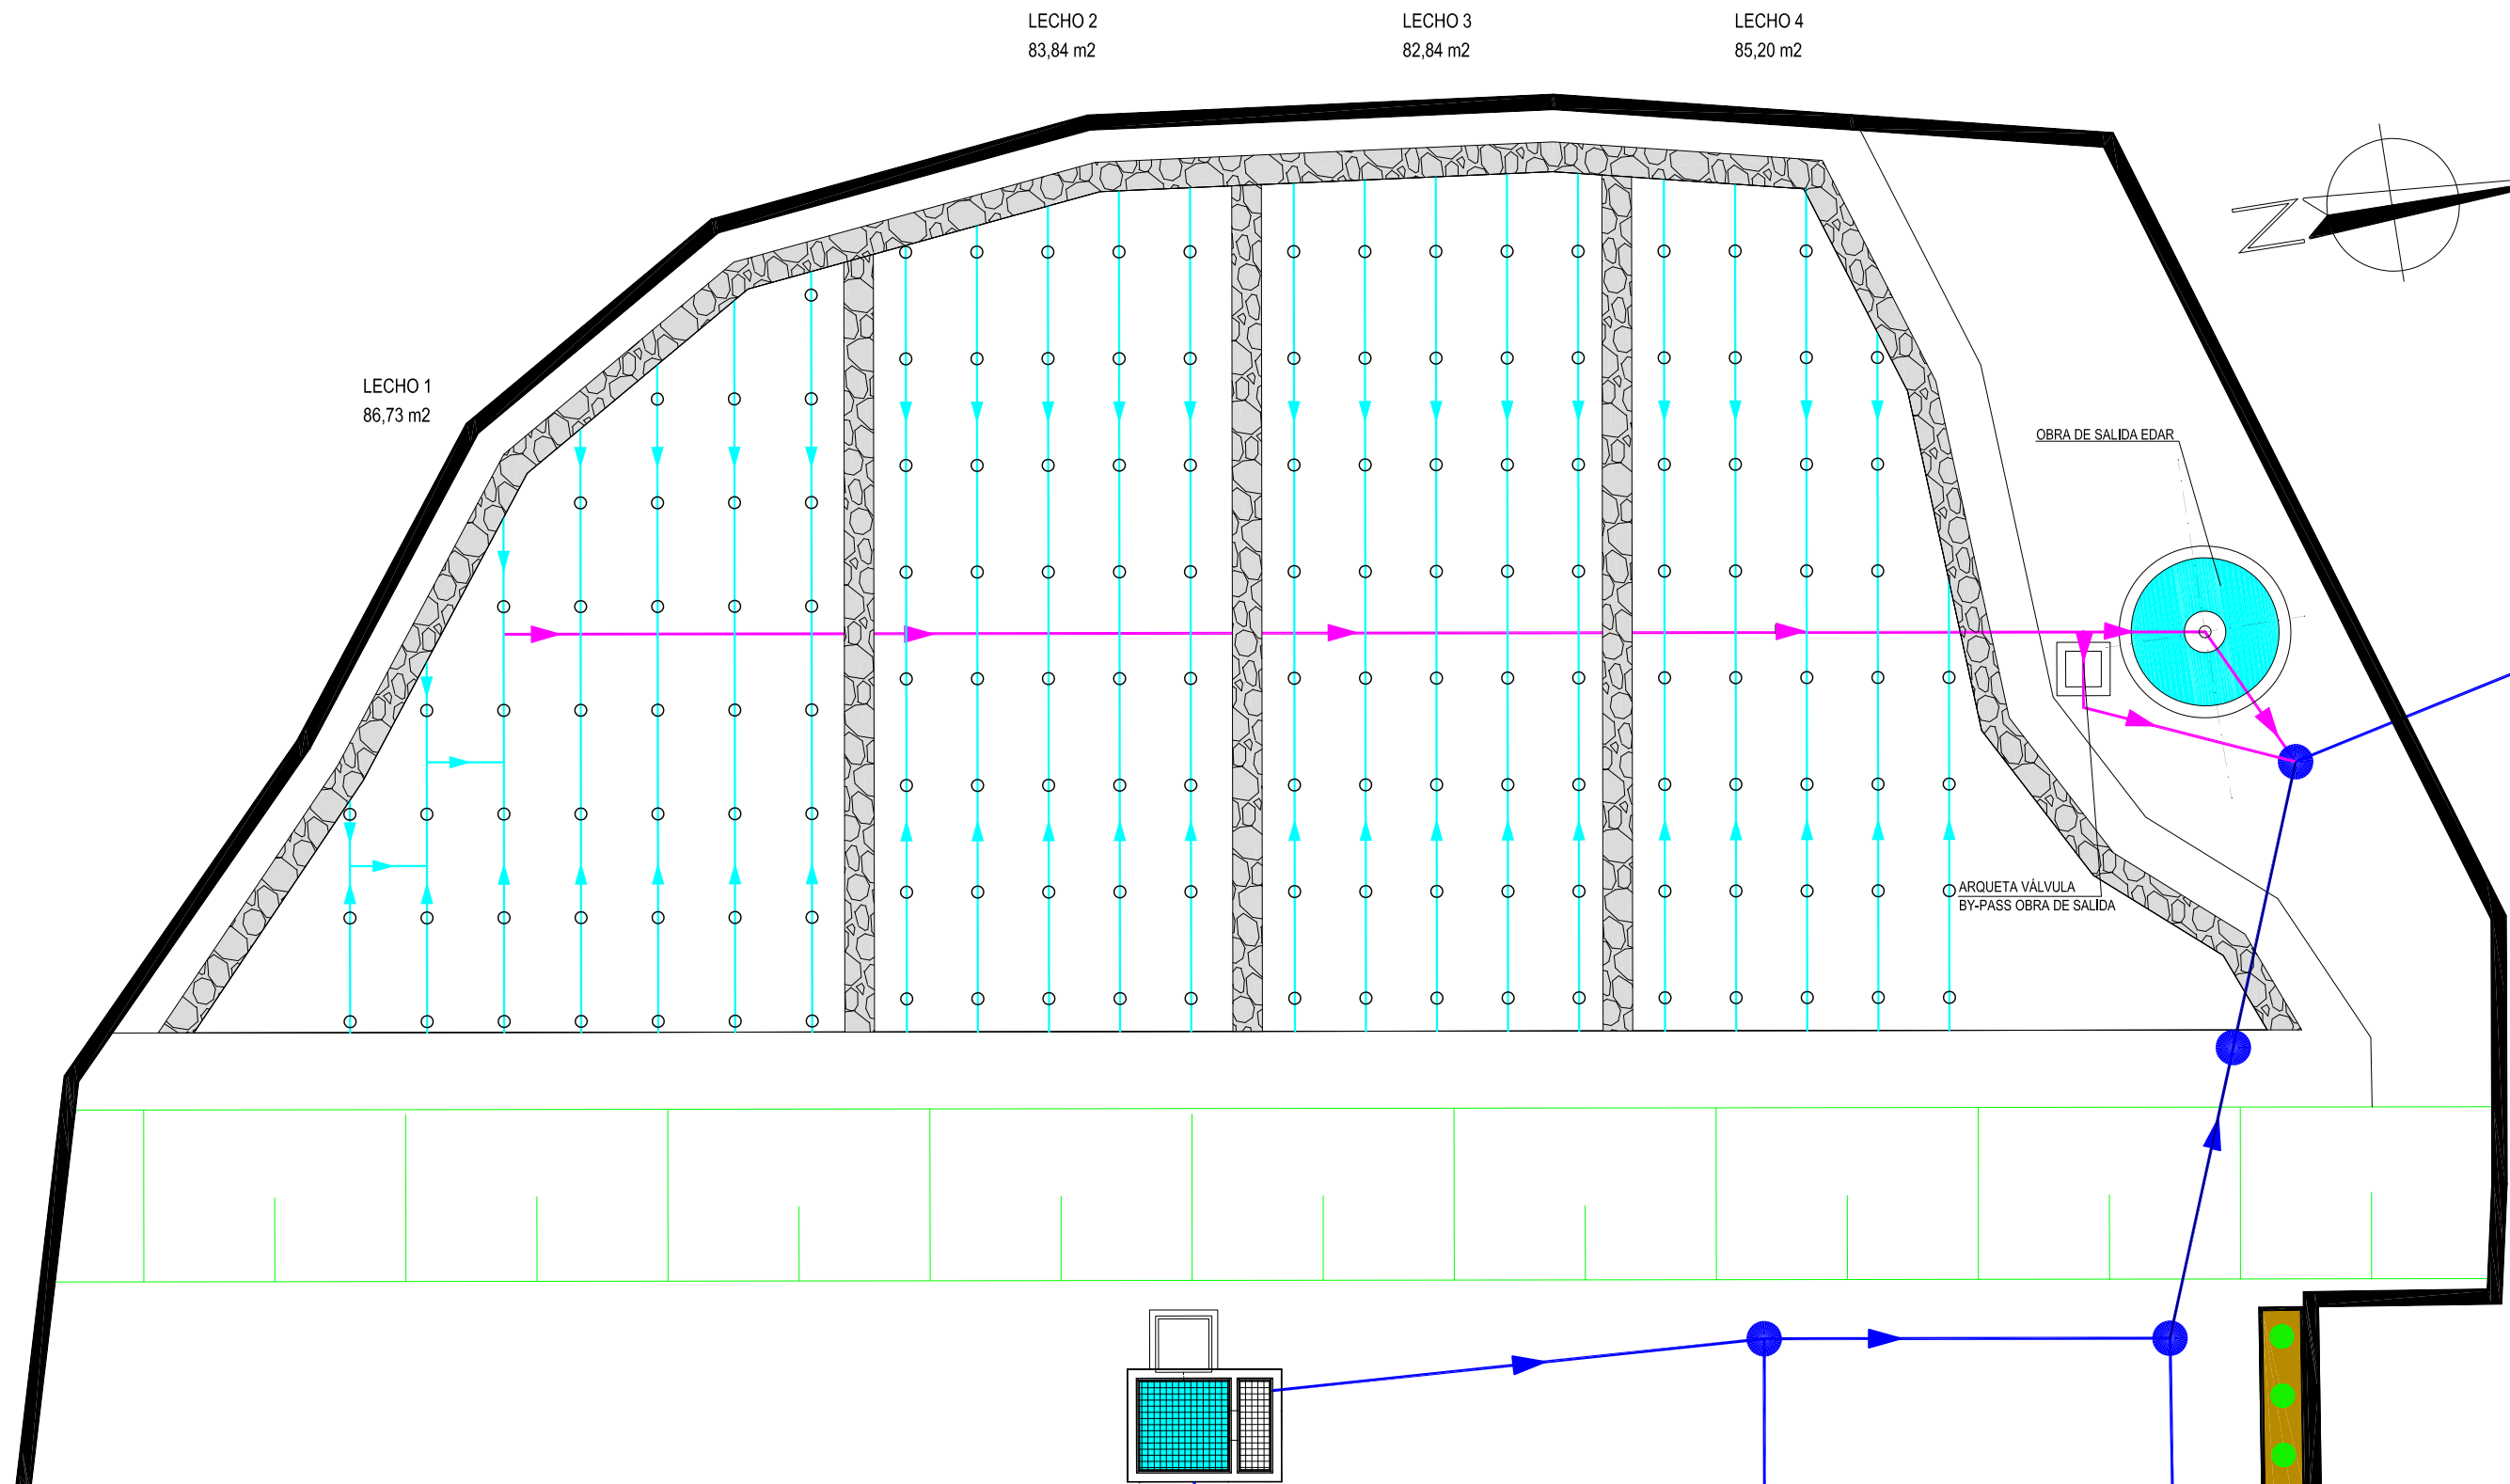 LECHO 2
83,84 m2
LECHO 3
82,84 m2
LECHO 4
85,20 m2
LECHO 1
86,73 m2
N
OBRA DE SALIDA EDAR
ARQUETA VÁLVULA
BY-PASS OBRA DE SALIDA